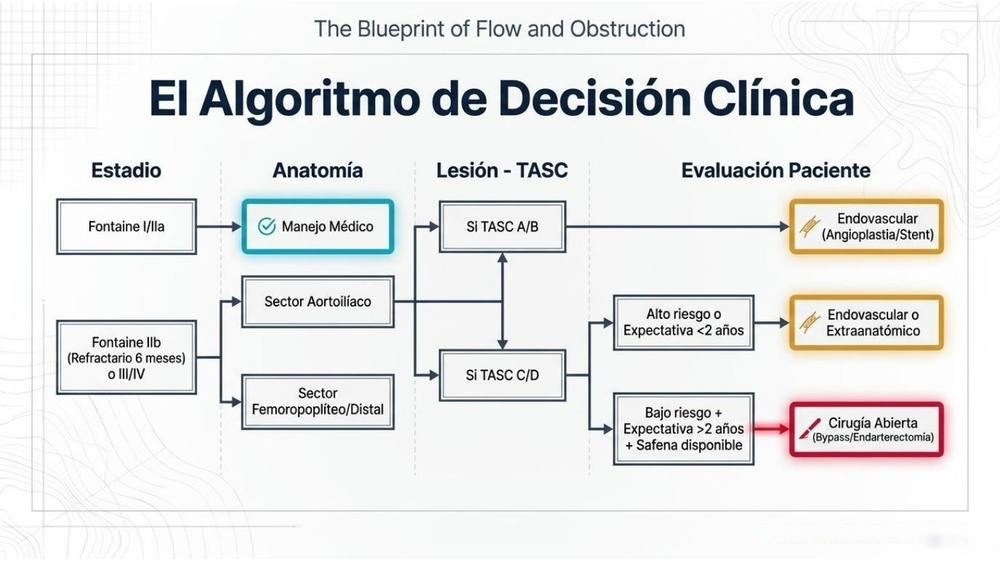 The Blueprint of Flow and Obstruction
El Algoritmo de Decisión Clínica
Estadio
Anatomía
Lesión - TASC
Evaluación Paciente
Fontaine I/IIa
Manejo Médico
Si TASC A/B
Endovascular
(Angioplastia/Stent)
Sector Aortoilíaco
Fontaine IIb
(Refractario 6 meses)
o III/IV
Sector
Femoropoplíteo/Distal
Si TASC C/D
Alto riesgo o
Expectativa <2 años
Endovascular o
Extraanatómico
Bajo riesgo +
Expectativa >2 años
+ Safena disponible
Cirugía Abierta
(Bypass/Endarterectomía)